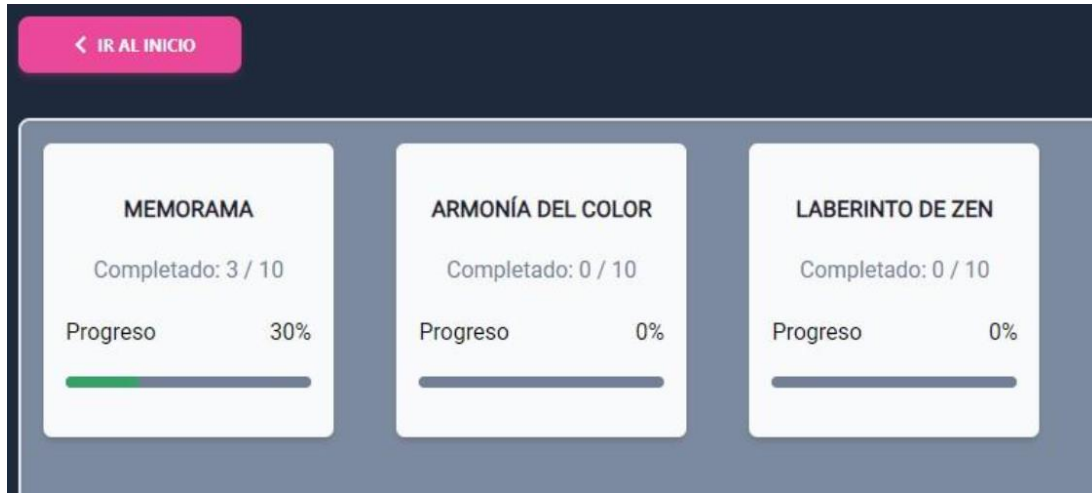 IR AL INICIO
MEMORAMA
Completado: 3 / 10
Progreso 30%
ARMONÍA DEL COLOR
Completado: 0 / 10
Progreso 0%
LABERINTO DE ZEN
Completado: 0 / 10
Progreso 0%